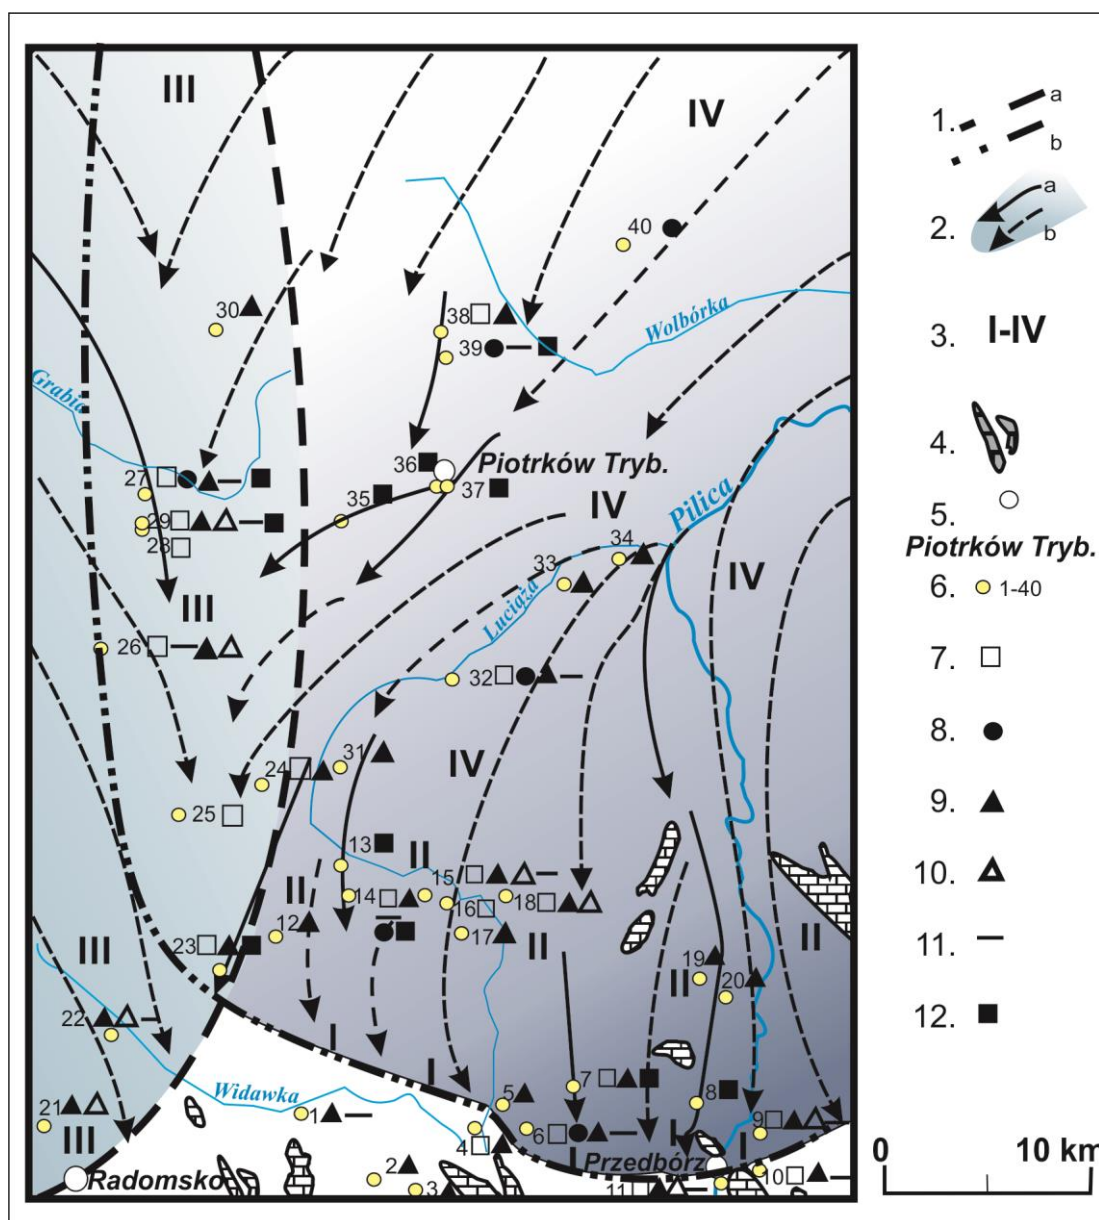 III
IV
40
30
38
Wolbórka
39
Grabia
36
Piotrków Tryb.
27
35
37
29
28
IV
Pilica
34
33
IV
III
Luciąża
26
32
31
IV
24
25
13
II
15
II
14
18
16
12
17
II
II
23
III
19
II
20
22
I
I
7
8
Widawka
5
21
1
6
9
III
4
I
I
I
Przedbórz
Radomsko
2
10
3
11
1. a
b
2. a
b
3. I-IV
4.
5.
Piotrków Tryb.
6. 1-40
7.
8.
9.
10.
11.
12.
0 10 km